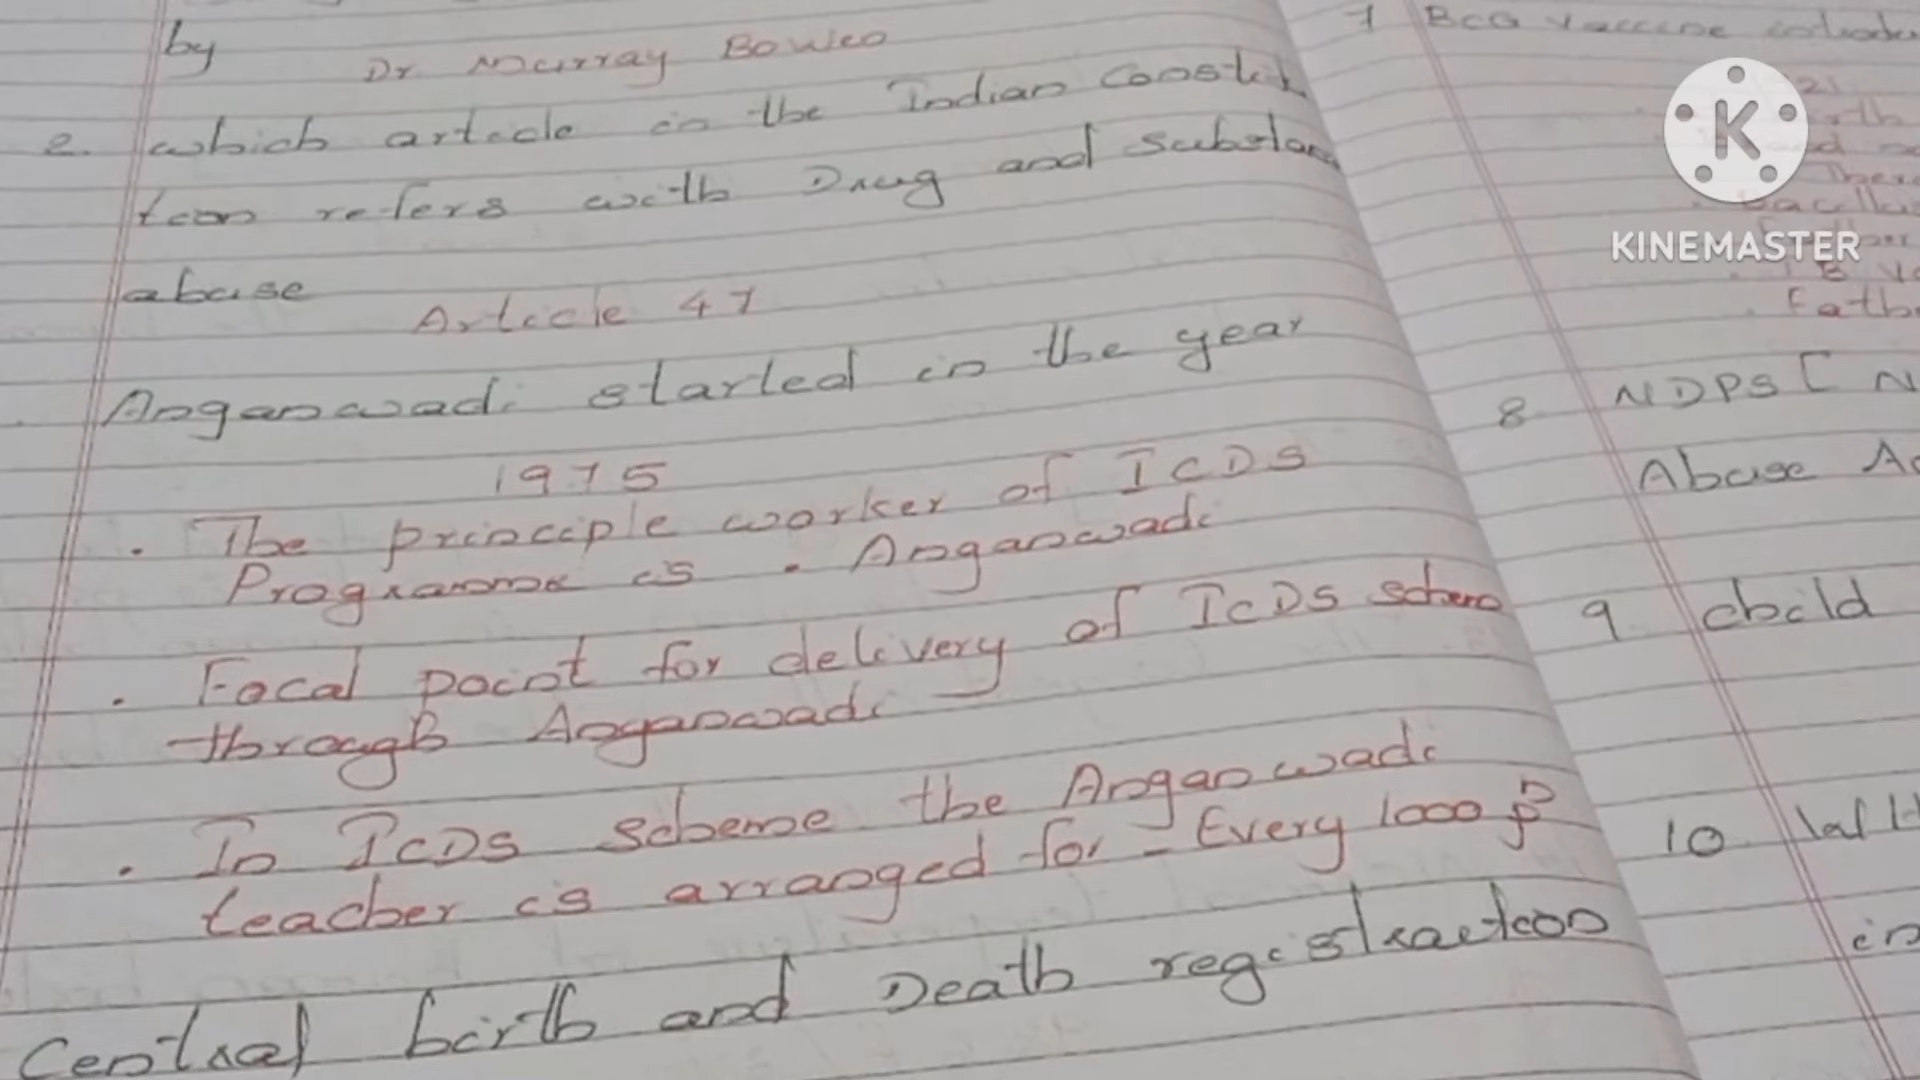 by
Dr Murray Bowen
2. which article in the Indian Consti
tion refers with Drug and Substan
abuse
Article 47
Anganwadi started in the year
1975
. The principle worker of ICDS
Programme is . Anganwadi
. Focal point for delivery of ICDS
through Anganwadi
. In ICDS scheme the Anganwadi
teacher is arranged for - Every 1000
Central birth and Death registration
7 BCG vaccine
8 NDPS [ N
Abuse
9 child
10
in
KINEMASTER